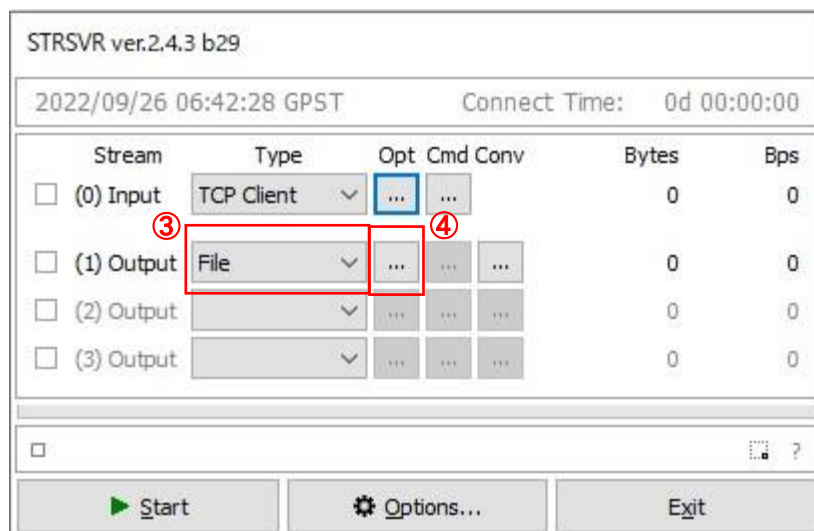 STRSVR ver.2.4.3 b29
2022/09/26 06:42:28 GPST Connect Time: 0d 00:00:00
Stream Type Opt Cmd Conv Bytes Bps
(0) Input TCP Client ... ... 0 0
③ ④
(1) Output File ... ... ... 0 0
(2) Output ... ... ... 0 0
(3) Output ... ... ... 0 0
?
Start Options... Exit